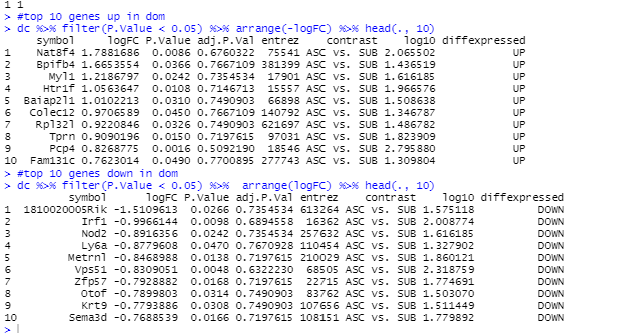 1 1
> #top 10 genes up in dom
> dc %>% filter(P.Value < 0.05) %>% arrange(-logFC) %>% head(., 10)
symbol logFC P.Value adj.P.Val entrez contrast log10 diffexpressed
1 Nat8f4 1.7881686 0.0086 0.6760322 75541 ASC vs. SUB 2.065502 UP
2 Bpifb4 1.6653554 0.0366 0.7667109 381399 ASC vs. SUB 1.436519 UP
3 Myl1 1.2186797 0.0242 0.7354534 17901 ASC vs. SUB 1.616185 UP
4 Htr1f 1.0563647 0.0108 0.7146713 15557 ASC vs. SUB 1.966576 UP
5 Baiap2l1 1.0102213 0.0310 0.7490903 66898 ASC vs. SUB 1.508638 UP
6 Colec12 0.9706589 0.0450 0.7667109 140792 ASC vs. SUB 1.346787 UP
7 Rpl32l 0.9220846 0.0326 0.7490903 621697 ASC vs. SUB 1.486782 UP
8 Tprn 0.9090196 0.0150 0.7197615 97031 ASC vs. SUB 1.823909 UP
9 Pcp4 0.8268775 0.0016 0.5092190 18546 ASC vs. SUB 2.795880 UP
10 Fam131c 0.7623014 0.0490 0.7700895 277743 ASC vs. SUB 1.309804 UP
> #top 10 genes down in dom
> dc %>% filter(P.Value < 0.05) %>% arrange(logFC) %>% head(., 10)
symbol logFC P.Value adj.P.Val entrez contrast log10 diffexpressed
1 1810020O05Rik -1.5109613 0.0266 0.7354534 613264 ASC vs. SUB 1.575118 DOWN
2 Irf1 -0.9966144 0.0098 0.6894558 16362 ASC vs. SUB 2.008774 DOWN
3 Nod2 -0.8916356 0.0242 0.7354534 257632 ASC vs. SUB 1.616185 DOWN
4 Ly6a -0.8779608 0.0470 0.7670928 110454 ASC vs. SUB 1.327902 DOWN
5 Metrnl -0.8468988 0.0138 0.7197615 210029 ASC vs. SUB 1.860121 DOWN
6 Vps51 -0.8309051 0.0048 0.6322230 68505 ASC vs. SUB 2.318759 DOWN
7 Zfp57 -0.7928882 0.0168 0.7197615 22715 ASC vs. SUB 1.774691 DOWN
8 Otof -0.7899803 0.0314 0.7490903 83762 ASC vs. SUB 1.503070 DOWN
9 Krt9 -0.7793886 0.0308 0.7490903 107656 ASC vs. SUB 1.511449 DOWN
10 Sema3d -0.7688539 0.0166 0.7197615 108151 ASC vs. SUB 1.779892 DOWN
>